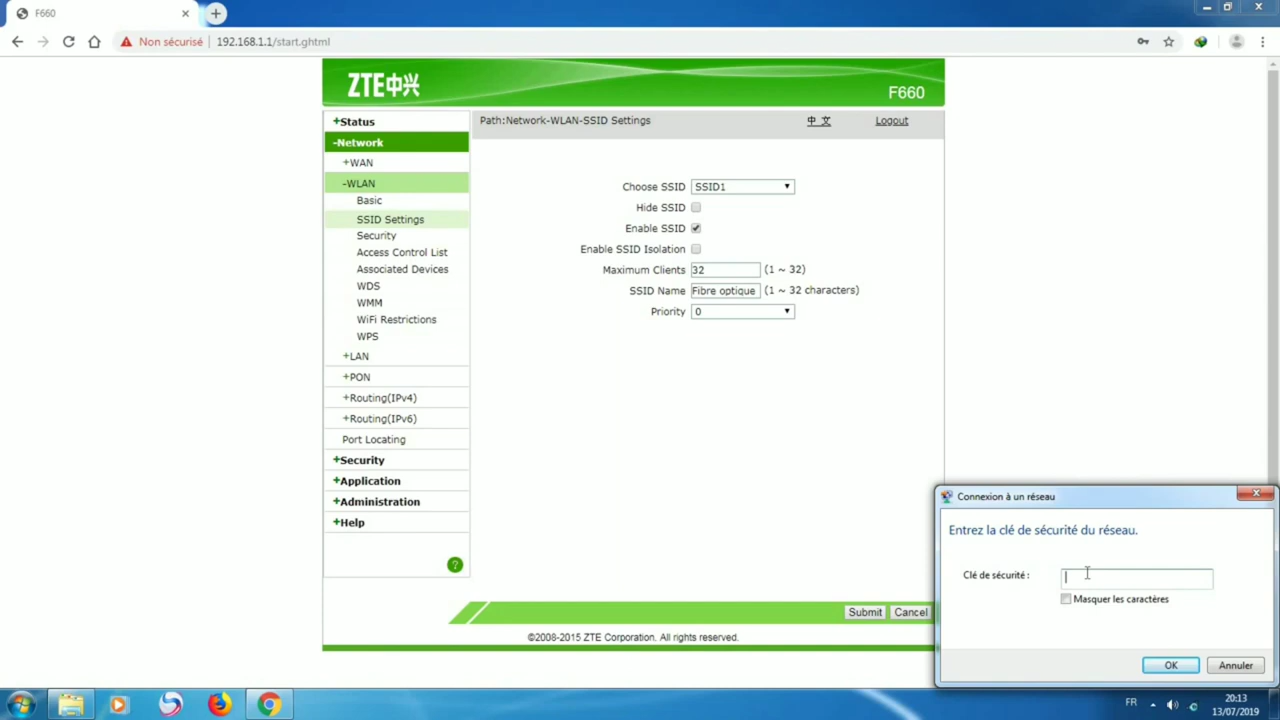 F660
Non sécurisé
192.168.1.1/start.ghtml
ZTE中兴
F660
+Status
-Network
+WAN
-WLAN
Basic
SSID Settings
Security
Access Control List
Associated Devices
WDS
WMM
WiFi Restrictions
WPS
+LAN
+PON
+Routing(IPv4)
+Routing(IPv6)
Port Locating
+Security
+Application
+Administration
+Help
?
Path:Network-WLAN-SSID Settings
中 文
Logout
Choose SSID SSID1
Hide SSID
Enable SSID
Enable SSID Isolation
Maximum Clients 32 (1 ~ 32)
SSID Name Fibre optique (1 ~ 32 characters)
Priority 0
Submit Cancel
©2008-2015 ZTE Corporation. All rights reserved.
Connexion à un réseau
Entrez la clé de sécurité du réseau.
Clé de sécurité :
Masquer les caractères
OK Annuler
FR
20:13
13/07/2019